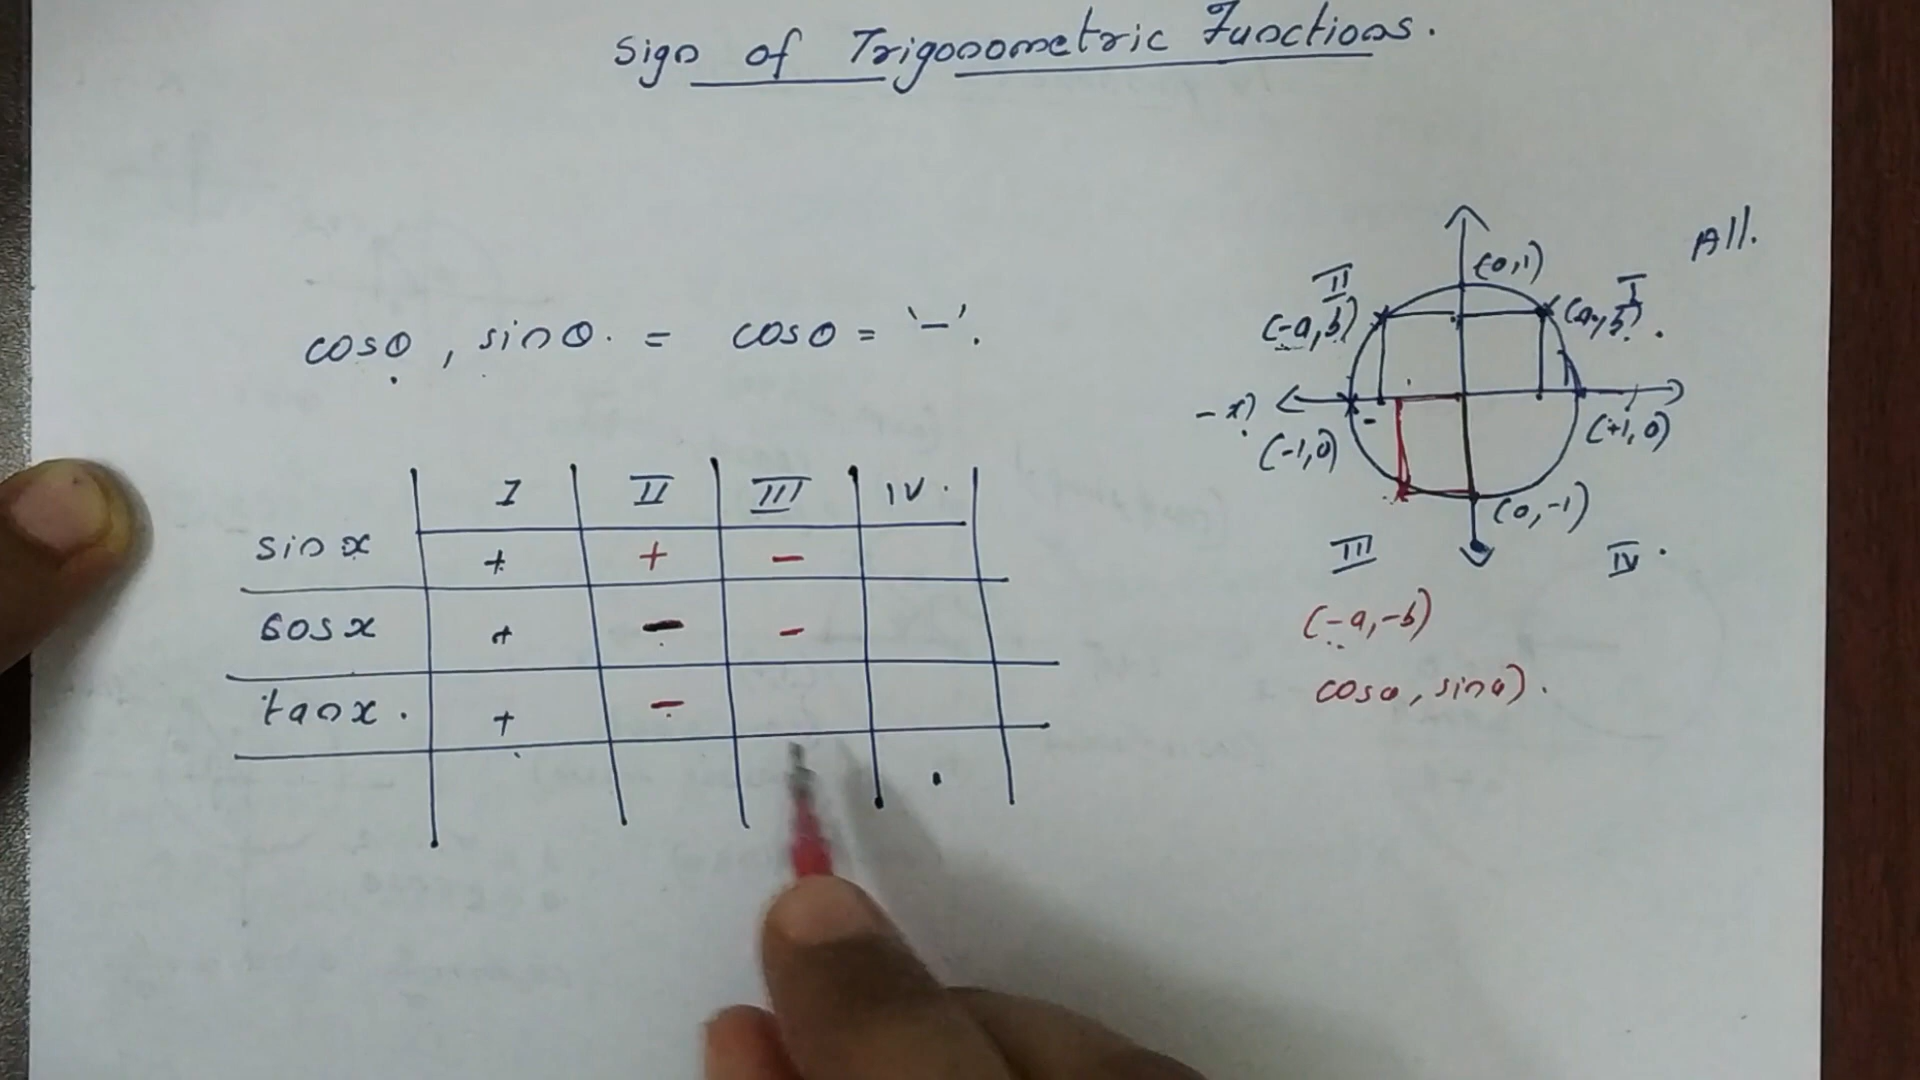 Sign of Trigonometric Functions.
All.
(0,1)
II
I
(-a,b)
(a,b).
cosθ, sinθ. = cosθ = '-'.
-x)
(-1,0)
(+1,0)
(0,-1)
I II III IV.
sin x + + -
cos x + - -
tan x. + -
III
IV.
(-a,-b)
cosθ, sinθ).